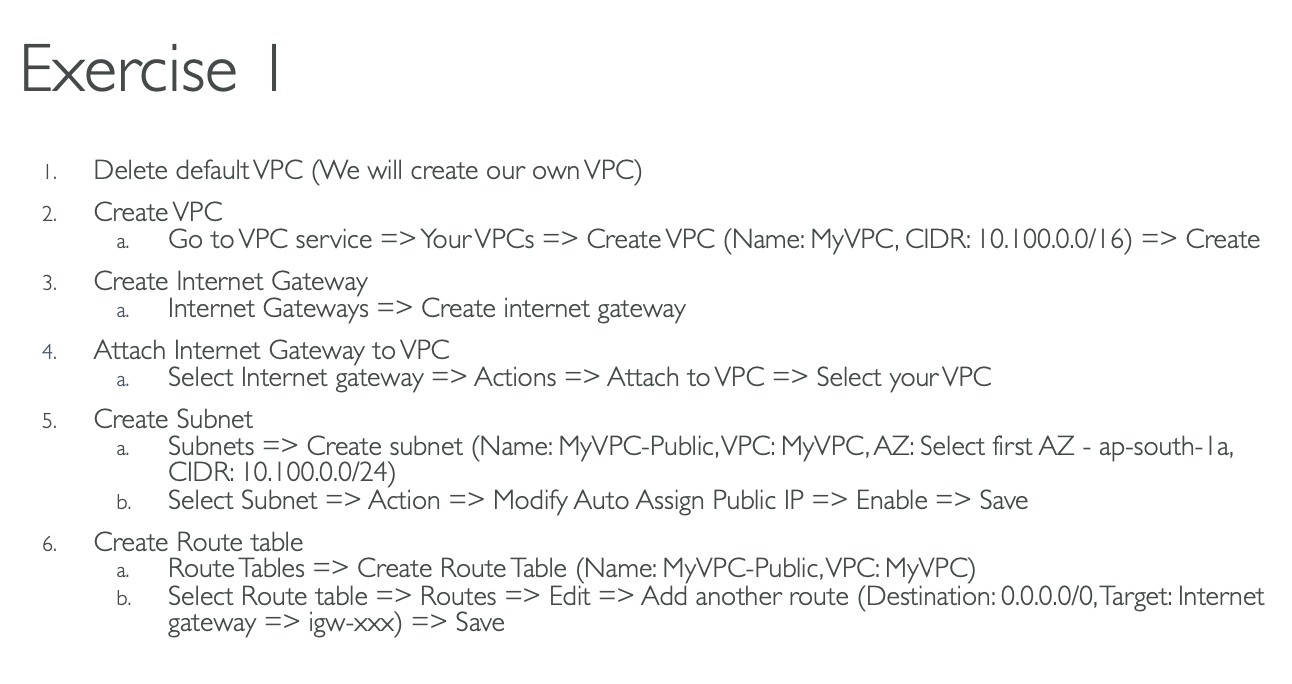 Exercise 1
1. Delete default VPC (We will create our own VPC)
2. Create VPC
a. Go to VPC service => Your VPCs => Create VPC (Name: MyVPC, CIDR: 10.100.0.0/16) => Create
3. Create Internet Gateway
a. Internet Gateways => Create internet gateway
4. Attach Internet Gateway to VPC
a. Select Internet gateway => Actions => Attach to VPC => Select your VPC
5. Create Subnet
a. Subnets => Create subnet (Name: MyVPC-Public, VPC: MyVPC, AZ: Select first AZ - ap-south-1a,
CIDR: 10.100.0.0/24)
b. Select Subnet => Action => Modify Auto Assign Public IP => Enable => Save
6. Create Route table
a. Route Tables => Create Route Table (Name: MyVPC-Public, VPC: MyVPC)
b. Select Route table => Routes => Edit => Add another route (Destination: 0.0.0.0/0, Target: Internet
gateway => igw-xxx) => Save